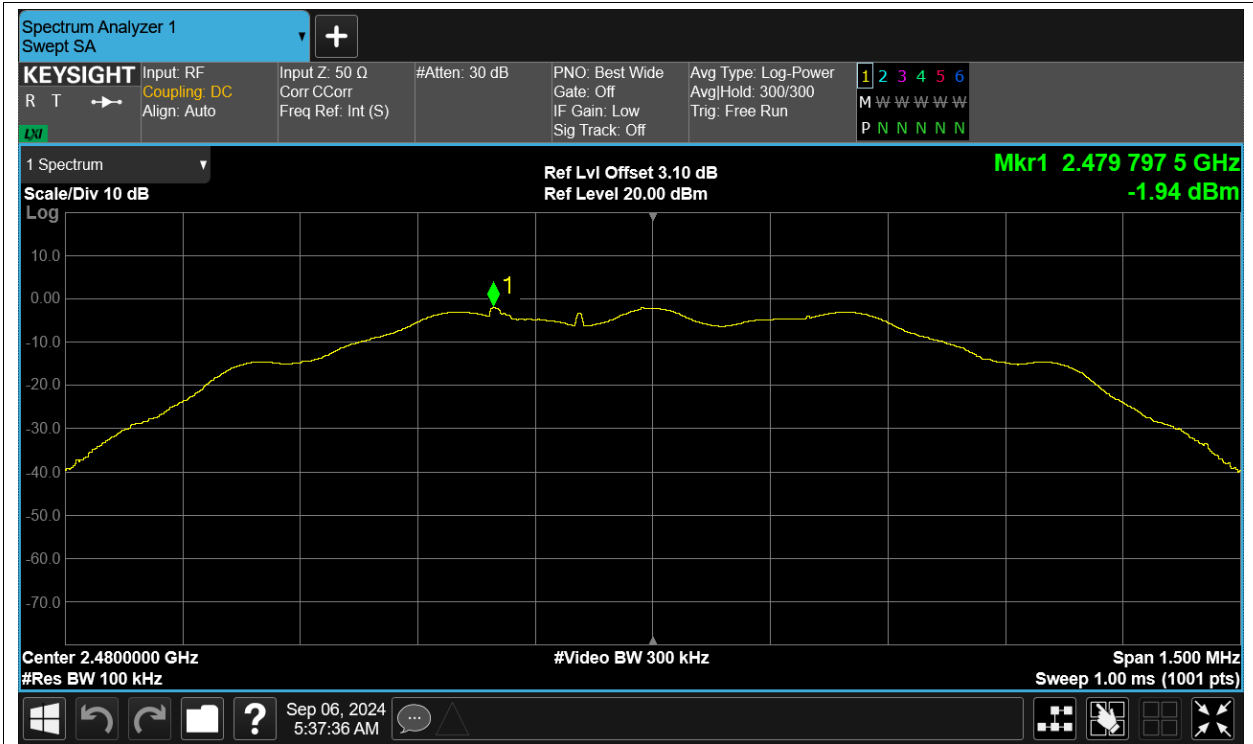 Spectrum Analyzer 1
Swept SA
KEYSIGHT
R T
LXI
Input: RF
Coupling: DC
Align: Auto
Input Z: 50 Ω
Corr CCorr
Freq Ref: Int (S)
#Atten: 30 dB
PNO: Best Wide
Gate: Off
IF Gain: Low
Sig Track: Off
Avg Type: Log-Power
Avg|Hold: 300/300
Trig: Free Run
1 2 3 4 5 6
M W W W W W
P N N N N N
1 Spectrum
Scale/Div 10 dB
Log
Ref Lvl Offset 3.10 dB
Ref Level 20.00 dBm
Mkr1 2.479 797 5 GHz
-1.94 dBm
1
10.0
0.00
-10.0
-20.0
-30.0
-40.0
-50.0
-60.0
-70.0
Center 2.4800000 GHz
#Res BW 100 kHz
#Video BW 300 kHz
Span 1.500 MHz
Sweep 1.00 ms (1001 pts)
?
Sep 06, 2024
5:37:36 AM